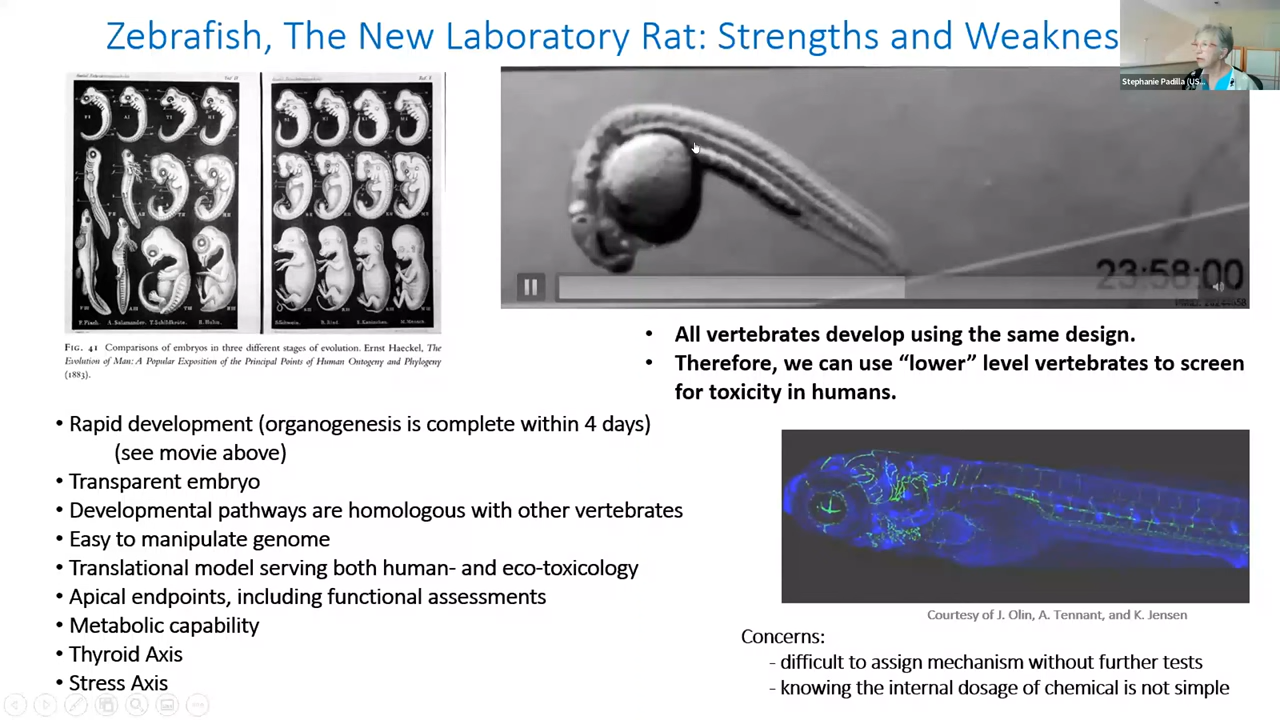 Zebrafish, The New Laboratory Rat: Strengths and Weaknes
Stephanie Padilla (US...
23:58:00
FIG. 41 Comparisons of embryos in three different stages of evolution. Ernst Haeckel, The
Evolution of Man: A Popular Exposition of the Principal Points of Human Ontogeny and Phylogeny
(1883).
• All vertebrates develop using the same design.
• Therefore, we can use “lower” level vertebrates to screen
for toxicity in humans.
• Rapid development (organogenesis is complete within 4 days)
(see movie above)
• Transparent embryo
• Developmental pathways are homologous with other vertebrates
• Easy to manipulate genome
• Translational model serving both human- and eco-toxicology
• Apical endpoints, including functional assessments
• Metabolic capability
• Thyroid Axis
• Stress Axis
Courtesy of J. Olin, A. Tennant, and K. Jensen
Concerns:
- difficult to assign mechanism without further tests
- knowing the internal dosage of chemical is not simple